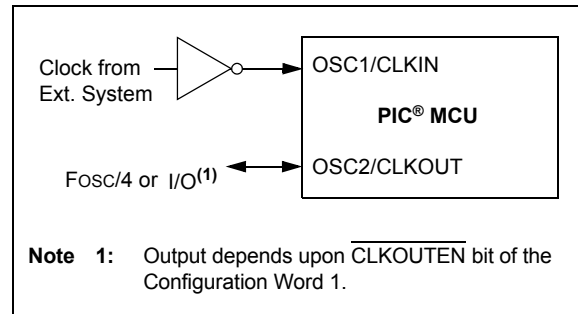 Clock from
Ext. System
OSC1/CLKIN
PIC® MCU
FOSC/4 or I/O(1)
OSC2/CLKOUT
Note 1: Output depends upon CLKOUTEN bit of the
Configuration Word 1.